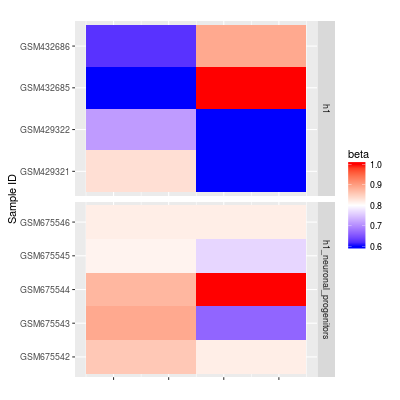 GSM432686
GSM432685
GSM429322
GSM429321
h1
GSM675546
GSM675545
GSM675544
GSM675543
GSM675542
h1_neuronal_progenitors
Sample ID
beta
1.0
0.9
0.8
0.7
0.6